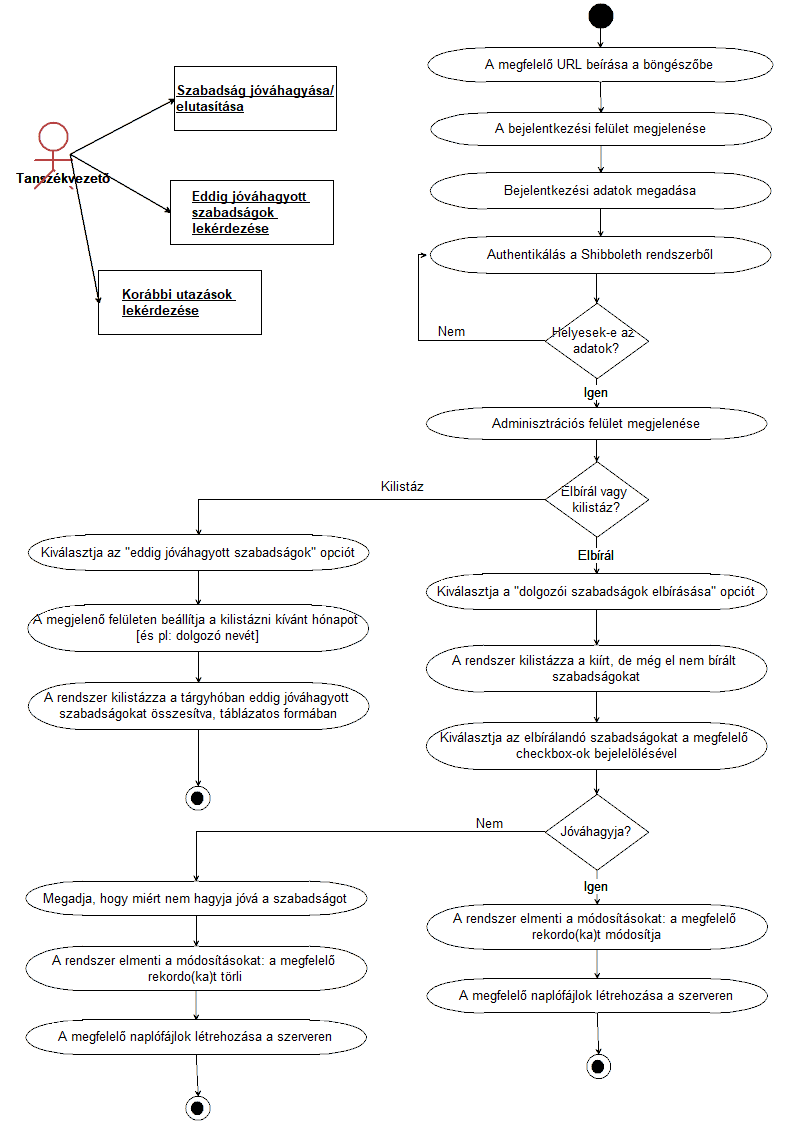 Szabadság jóváhagyása/
elutasítása
Tanszékvezető
Eddig jóváhagyott
szabadságok
lekérdezése
Korábbi utazások
lekérdezése
A megfelelő URL beírása a böngészőbe
A bejelentkezési felület megjelenése
Bejelentkezési adatok megadása
Authentikálás a Shibboleth rendszerből
Helyesek-e az
adatok?
Nem
Igen
Adminisztrációs felület megjelenése
Elbírál vagy
kilistáz?
Kilistáz
Elbírál
Kiválasztja az "eddig jóváhagyott szabadságok" opciót
A megjelenő felületen beállítja a kilistázni kívánt hónapot
[és pl: dolgozó nevét]
A rendszer kilistázza a tárgyhóban eddig jóváhagyott
szabadságokat összesítva, táblázatos formában
Kiválasztja a "dolgozói szabadságok elbírásása" opciót
A rendszer kilistázza a kiírt, de még el nem bírált
szabadságokat
Kiválasztja az elbírálandó szabadságokat a megfelelő
checkbox-ok bejelelölésével
Jóváhagyja?
Nem
Igen
Megadja, hogy miért nem hagyja jóvá a szabadságot
A rendszer elmenti a módosításokat: a megfelelő
rekordo(ka)t törli
A megfelelő naplófájlok létrehozása a szerveren
A rendszer elmenti a módosításokat: a megfelelő
rekordo(ka)t módosítja
A megfelelő naplófájlok létrehozása a szerveren